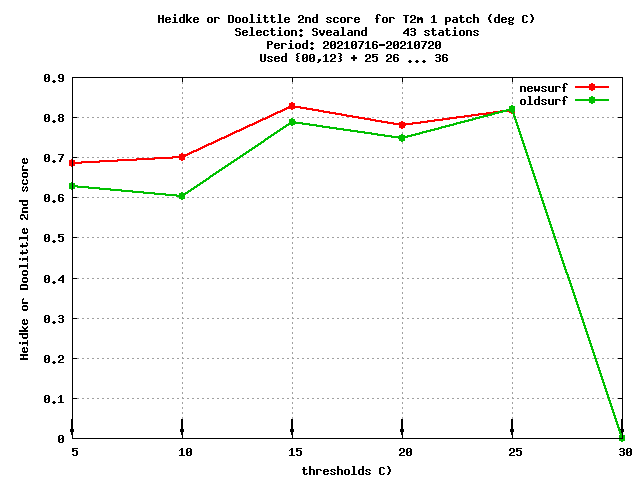 Heidke or Doolittle 2nd score  for T2m 1 patch (deg C)
Selection: Svealand     43 stations
Period: 20210716-20210720
Used {00,12} + 25 26 ... 36
newsurf
oldsurf
Heidke or Doolittle 2nd score
0.9
0.8
0.7
0.6
0.5
0.4
0.3
0.2
0.1
0
5 10 15 20 25 30
thresholds C)